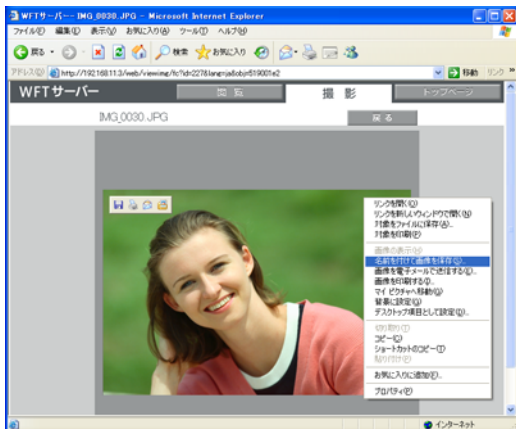 WFTサーバー-- IMG_0030.JPG - Microsoft Internet Explorer
ファイル(F) 編集(E) 表示(V) お気に入り(A) ツール(T) ヘルプ(H)
戻る 検索 お気に入り
アドレス(D) http://192.168.11.3/web/viewimg/ 移動 リンク
WFTサーバー 閲覧 撮影 トップページ
IMG_0030.JPG 戻る
リンクを開く(O)
リンクを新しいウィンドウで開く(N)
対象をファイルに保存(A)...
対象を印刷(P)
画像の表示(H)
名前を付けて画像を保存(S)...
画像を電子メールで送信する(E)...
画像を印刷する(I)...
マイ ピクチャへ移動(G)
背景に設定(G)
デスクトップ項目として設定(D)...
切り取り(T)
コピー(C)
ショートカットのコピー(T)
貼り付け(P)
お気に入りに追加(F)...
プロパティ(P)
インターネット